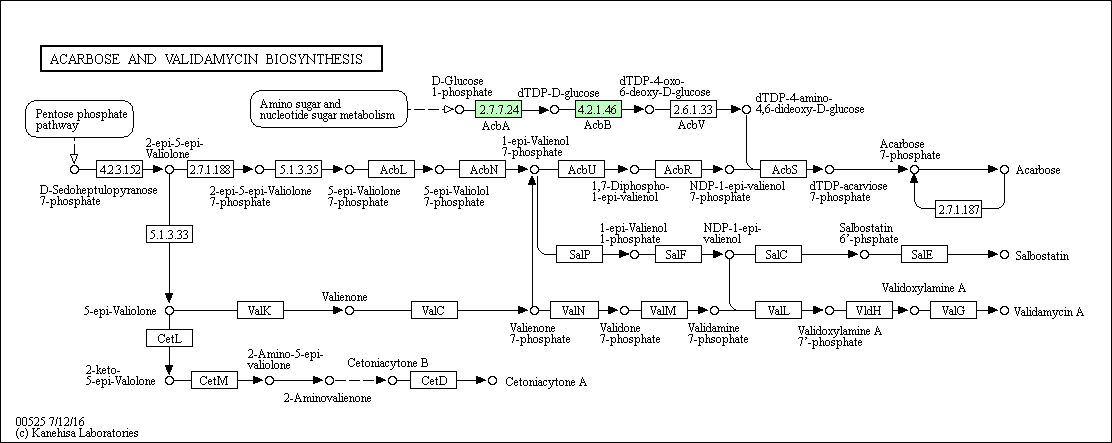 ACARBOSE AND VALIDAMYCIN BIOSYNTHESIS
D-Glucose
1-phosphate
dTDP-D-glucose
dTDP-4-oxo-
6-deoxy-D-glucose
Amino sugar and
nucleotide sugar metabolism
2.7.7.24
AcbA
4.2.1.46
AcbB
2.6.1.33
AcbV
dTDP-4-amino-
4,6-dideoxy-D-glucose
Pentose phosphate
pathway
2-epi-5-epi-
Valiolone
1-epi-Valienol
7-phosphate
Acarbose
7-phosphate
4.2.3.152
2.7.1.188
5.1.3.35
AcbL
AcbN
AcbU
AcbR
AcbS
Acarbose
D-Sedoheptulopyranose
7-phosphate
2-epi-5-epi-Valiolone
7-phosphate
5-epi-Valiolone
7-phosphate
5-epi-Valiolol
7-phosphate
1,7-Diphospho-
1-epi-valienol
NDP-1-epi-valienol
7-phosphate
dTDP-acarviose
7-phosphate
2.7.1.187
5.1.3.33
1-epi-Valienol
1-phosphate
NDP-1-epi-
valienol
Salbostatin
6'-phsphate
SalP
SalF
SalC
SalE
Salbostatin
Valienone
Validoxylamine A
5-epi-Valiolone
ValK
ValC
ValN
ValM
ValL
VldH
ValG
Validamycin A
Valienone
7-phosphate
Validone
7-phosphate
Validamine
7-phsosphate
Validoxylamine A
7'-phosphate
CetL
2-keto-
5-epi-Valolone
CetM
2-Amino-5-epi-
valiolone
2-Aminovalienone
Cetoniacytone B
CetD
Cetoniacytone A
00525 7/12/16
(c) Kanehisa Laboratories